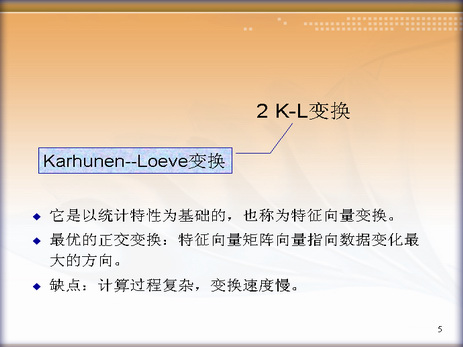 2 K-L变换
Karhunen--Loeve变换
它是以统计特性为基础的，也称为特征向量变换。
最优的正交变换：特征向量矩阵向量指向数据变化最
大的方向。
缺点：计算过程复杂，变换速度慢。
5